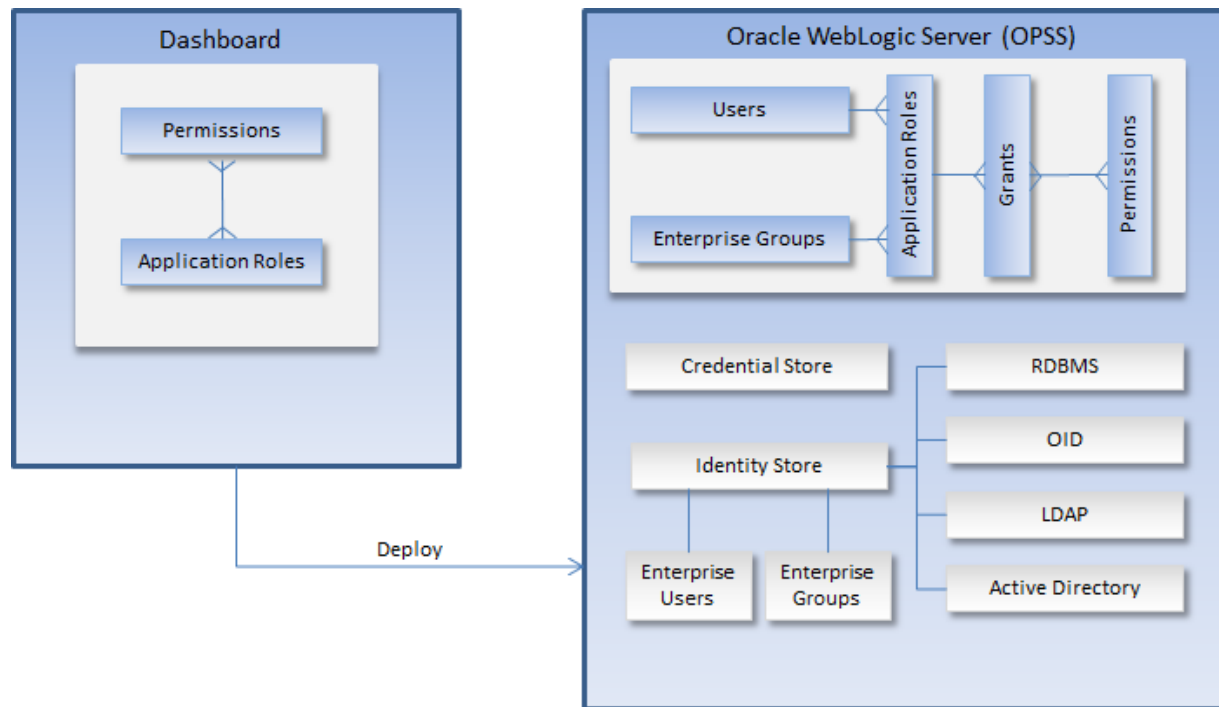 Dashboard
Permissions
Application Roles
Deploy
Oracle WebLogic Server (OPSS)
Users
Enterprise Groups
Application Roles
Grants
Permissions
Credential Store
Identity Store
Enterprise
Users
Enterprise
Groups
RDBMS
OID
LDAP
Active Directory